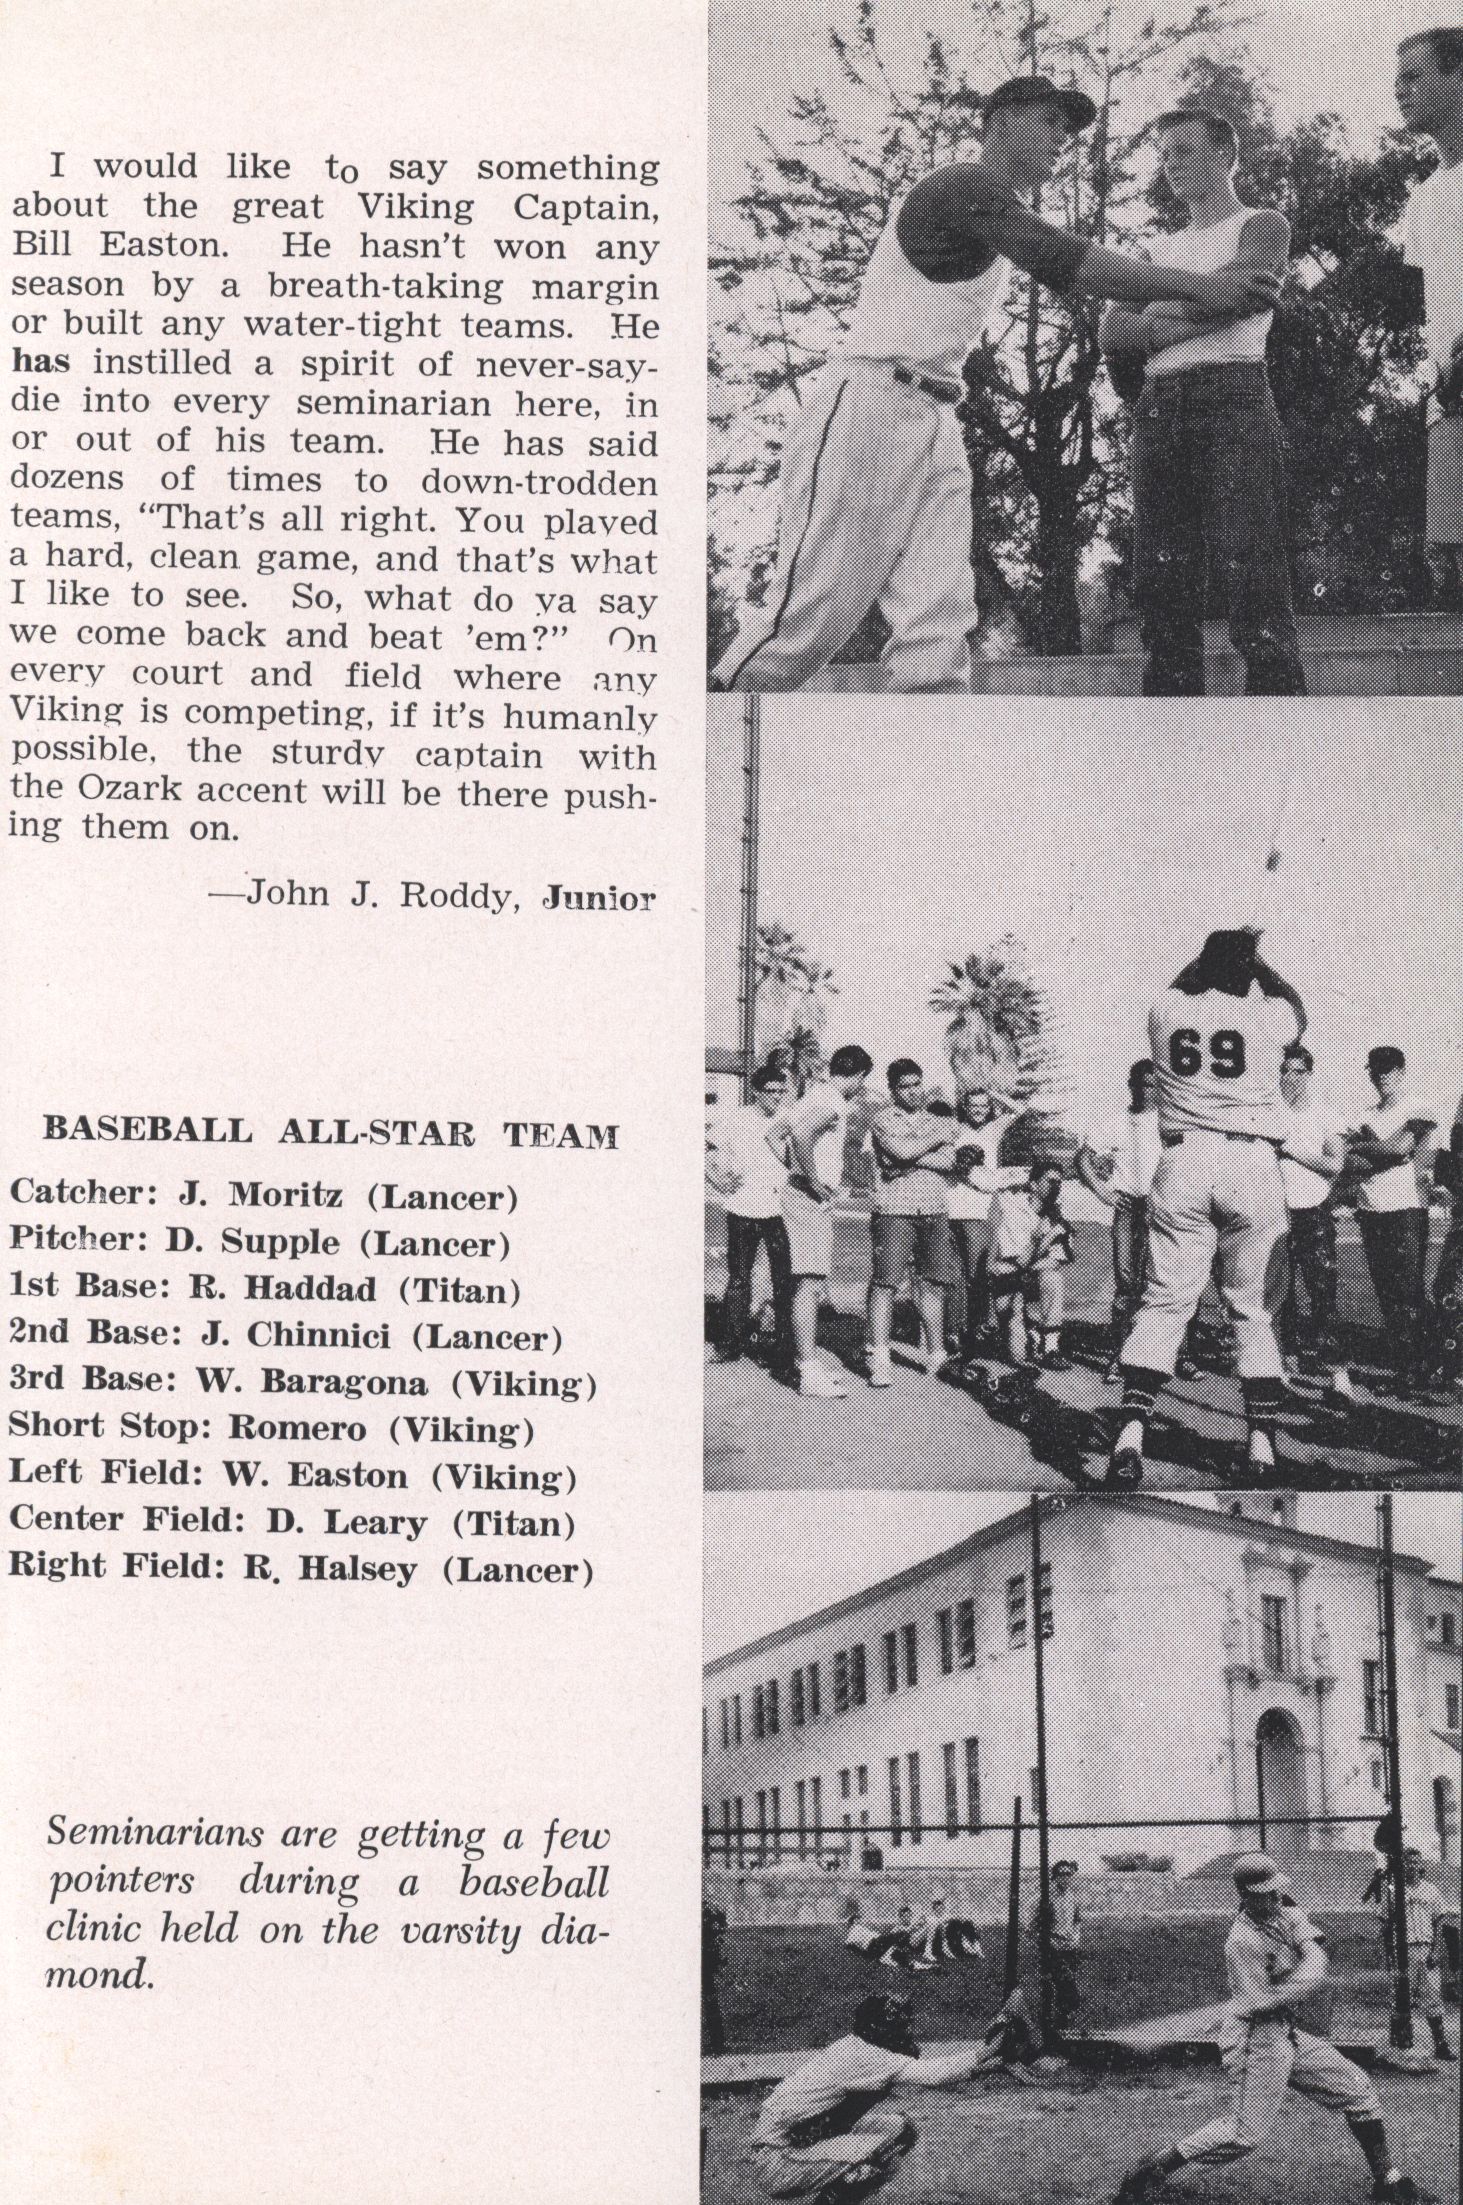 I would like to say something
about the great Viking Captain,
Bill Easton. He hasn't won any
season by a breath-taking margin
or built any water-tight teams. He
has instilled a spirit of never-say-
die into every seminarian here, in
or out of his team. He has said
dozens of times to down-trodden
teams, "That's all right. You played
a hard, clean game, and that's what
I like to see. So, what do ya say
we come back and beat 'em?" On
every court and field where any
Viking is competing, if it's humanly
possible, the sturdy captain with
the Ozark accent will be there push-
ing them on.
—John J. Roddy, Junior
BASEBALL ALL-STAR TEAM
Catcher: J. Moritz (Lancer)
Pitcher: D. Supple (Lancer)
1st Base: R. Haddad (Titan)
2nd Base: J. Chinnici (Lancer)
3rd Base: W. Baragona (Viking)
Short Stop: Romero (Viking)
Left Field: W. Easton (Viking)
Center Field: D. Leary (Titan)
Right Field: R. Halsey (Lancer)
Seminarians are getting a few
pointers during a baseball
clinic held on the varsity dia-
mond.
69